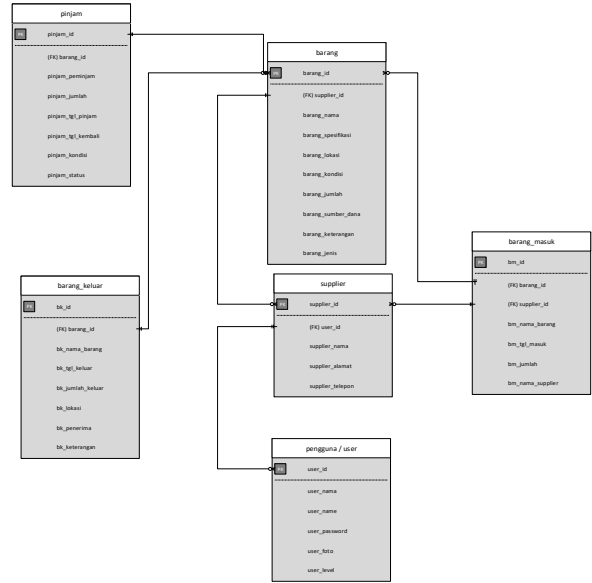 pinjam
PK pinjam_id
(FK) barang_id
pinjam_peminjam
pinjam_jumlah
pinjam_tgl_pinjam
pinjam_tgl_kembali
pinjam_kondisi
pinjam_status
barang
PK barang_id
(FK) supplier_id
barang_nama
barang_spesifikasi
barang_lokasi
barang_kondisi
barang_jumlah
barang_sumber_dana
barang_keterangan
barang_jenis
barang_masuk
PK bm_id
(FK) barang_id
(FK) supplier_id
bm_nama_barang
bm_tgl_masuk
bm_jumlah
bm_nama_supplier
barang_keluar
PK bk_id
(FK) barang_id
bk_nama_barang
bk_tgl_keluar
bk_jumlah_keluar
bk_lokasi
bk_penerima
bk_keterangan
supplier
PK supplier_id
(FK) user_id
supplier_nama
supplier_alamat
supplier_telepon
pengguna / user
PK user_id
user_nama
user_name
user_password
user_foto
user_level